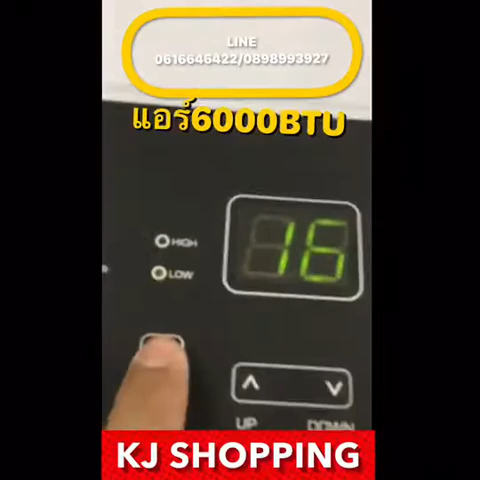 LINE
0616646422/0898993927
แอร์6000BTU
HIGH
16
LOW
UP DOWN
KJ SHOPPING